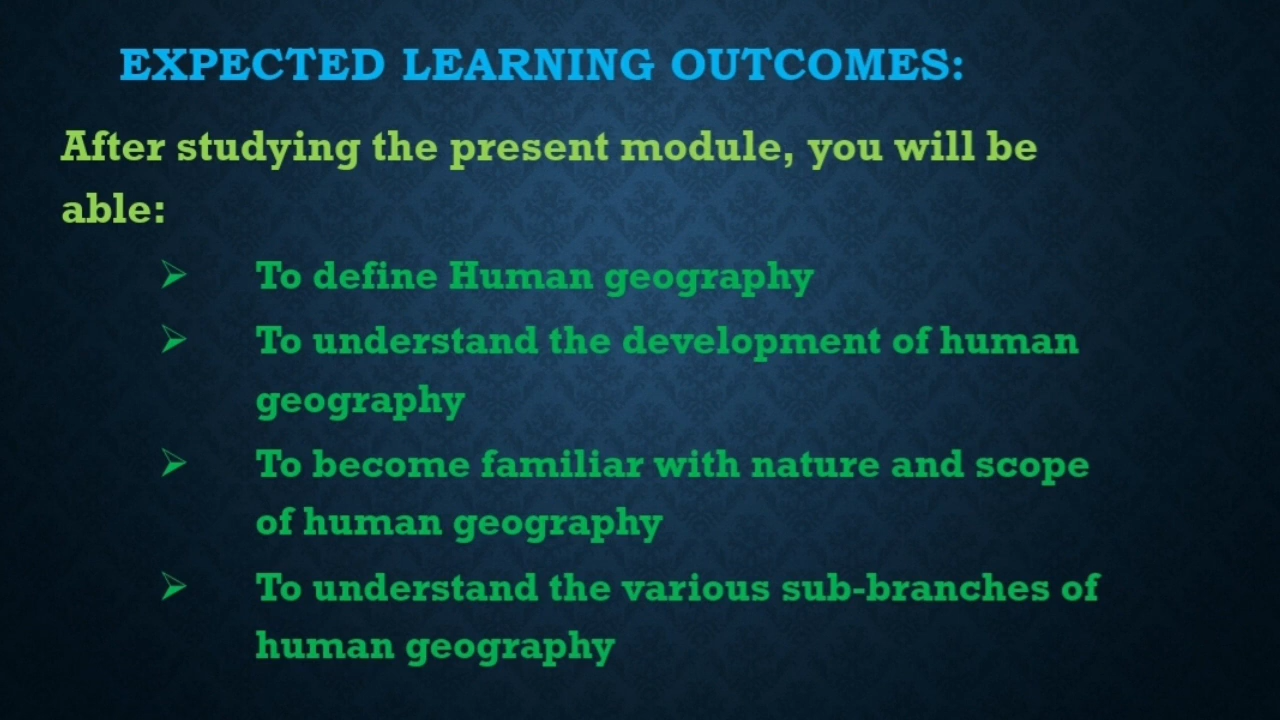 EXPECTED LEARNING OUTCOMES:
After studying the present module, you will be
able:
➢ To define Human geography
➢ To understand the development of human
geography
➢ To become familiar with nature and scope
of human geography
➢ To understand the various sub-branches of
human geography